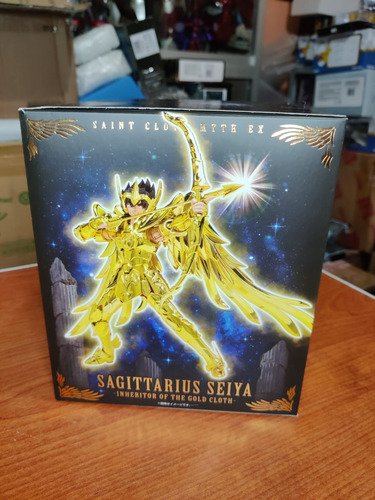 SAINT CLOTH MYTH EX
SAGITTARIUS SEIYA
-INHERITOR OF THE GOLD CLOTH-